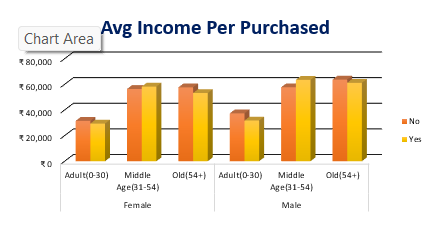 Avg Income Per Purchased
Chart Area
₹ 80,000
₹ 60,000
₹ 40,000
₹ 20,000
₹ 0
Adult(0-30) Middle Age(31-54) Old(54+) Adult(0-30) Middle Age(31-54) Old(54+)
Female Male
No
Yes